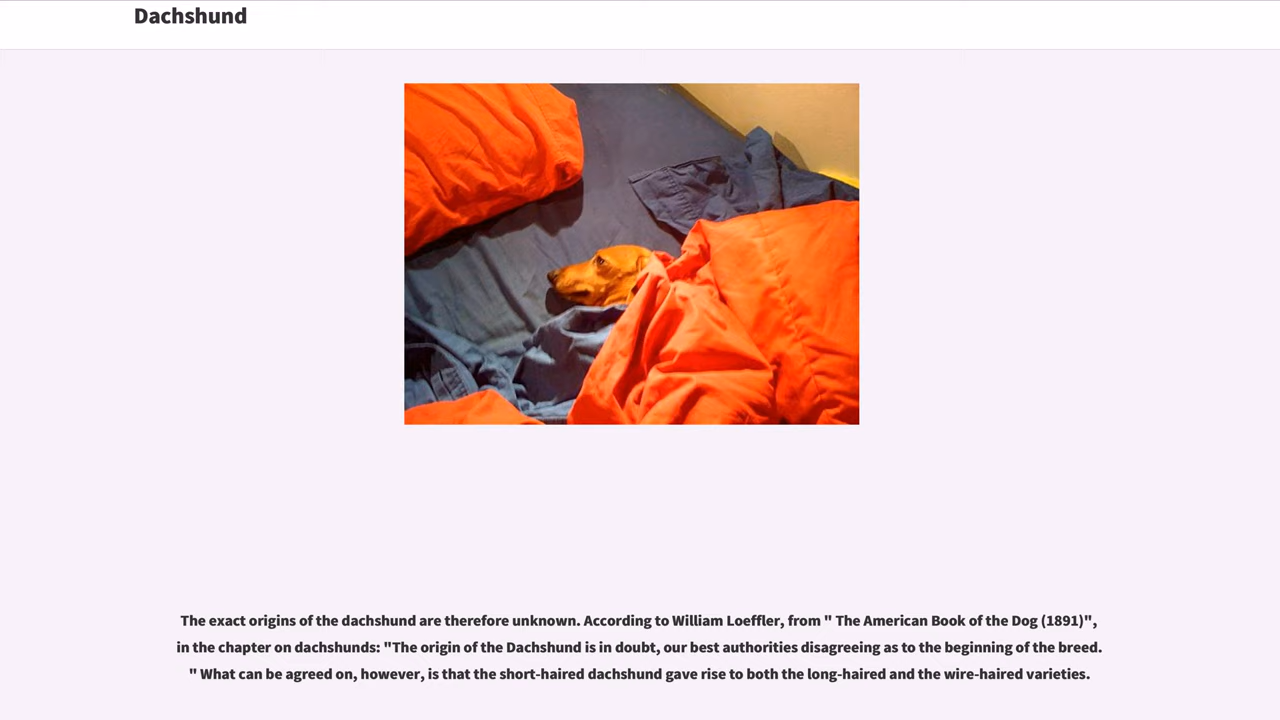 Dachshund
The exact origins of the dachshund are therefore unknown. According to William Loeffler, from " The American Book of the Dog (1891)",
in the chapter on dachshunds: "The origin of the Dachshund is in doubt, our best authorities disagreeing as to the beginning of the breed.
" What can be agreed on, however, is that the short-haired dachshund gave rise to both the long-haired and the wire-haired varieties.